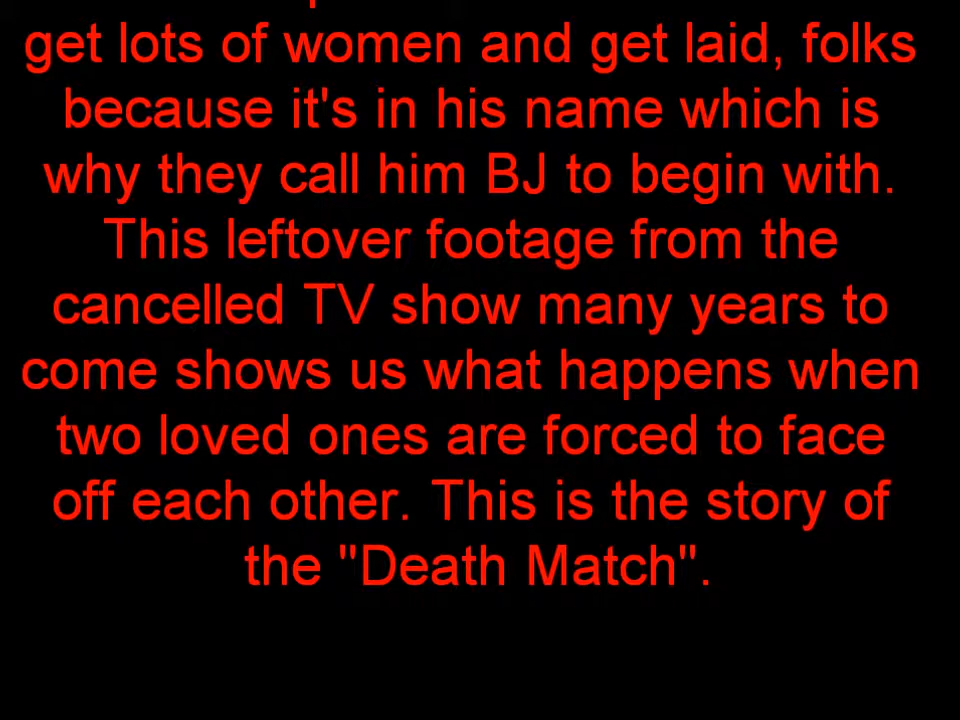 get lots of women and get laid, folks
because it's in his name which is
why they call him BJ to begin with.
This leftover footage from the
cancelled TV show many years to
come shows us what happens when
two loved ones are forced to face
off each other. This is the story of
the "Death Match".